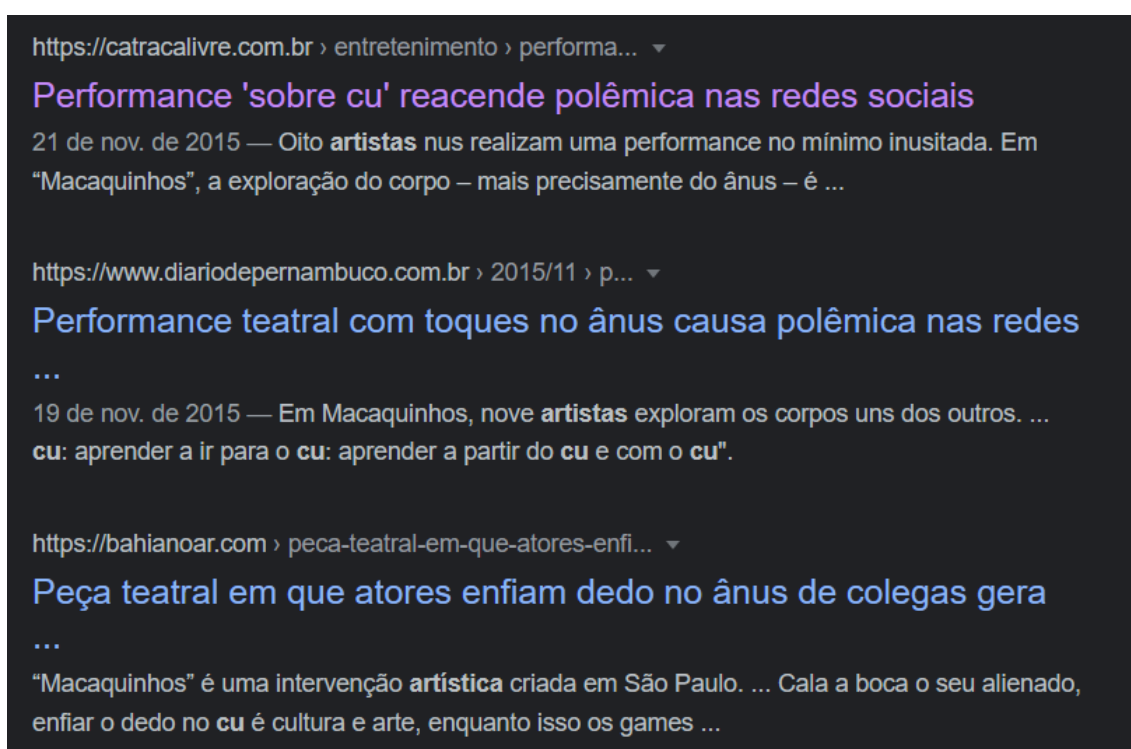 https://catracalivre.com.br › entretenimento › performa...
Performance 'sobre cu' reacende polêmica nas redes sociais
21 de nov. de 2015 — Oito artistas nus realizam uma performance no mínimo inusitada. Em
“Macaquinhos”, a exploração do corpo – mais precisamente do ânus – é ...
https://www.diariodepernambuco.com.br › 2015/11 › p...
Performance teatral com toques no ânus causa polêmica nas redes
...
19 de nov. de 2015 — Em Macaquinhos, nove artistas exploram os corpos uns dos outros. ...
cu: aprender a ir para o cu: aprender a partir do cu e com o cu".
https://bahianoar.com › peca-teatral-em-que-atores-enfi...
Peça teatral em que atores enfiam dedo no ânus de colegas gera
...
“Macaquinhos” é uma intervenção artística criada em São Paulo. ... Cala a boca o seu alienado,
enfiar o dedo no cu é cultura e arte, enquanto isso os games ...